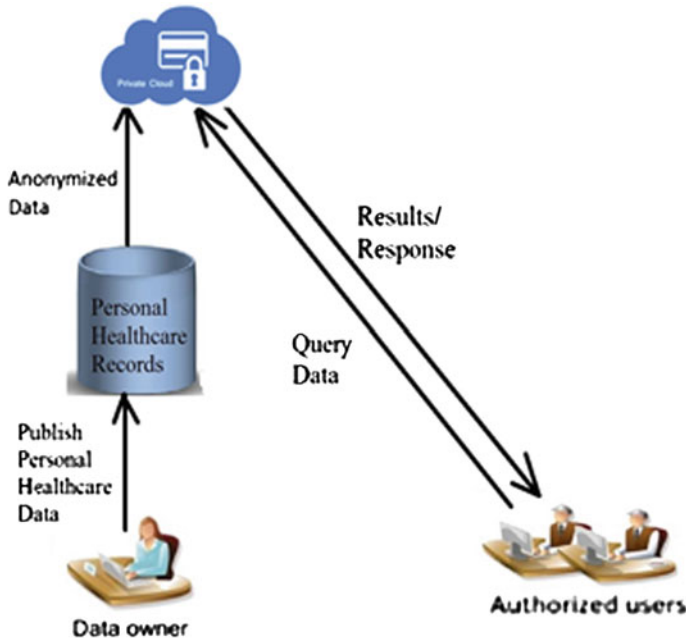 Private Cloud
Anonymized
Data
Results/
Response
Personal
Healthcare
Records
Query
Data
Publish
Personal
Healthcare
Data
Data owner
Authorized users